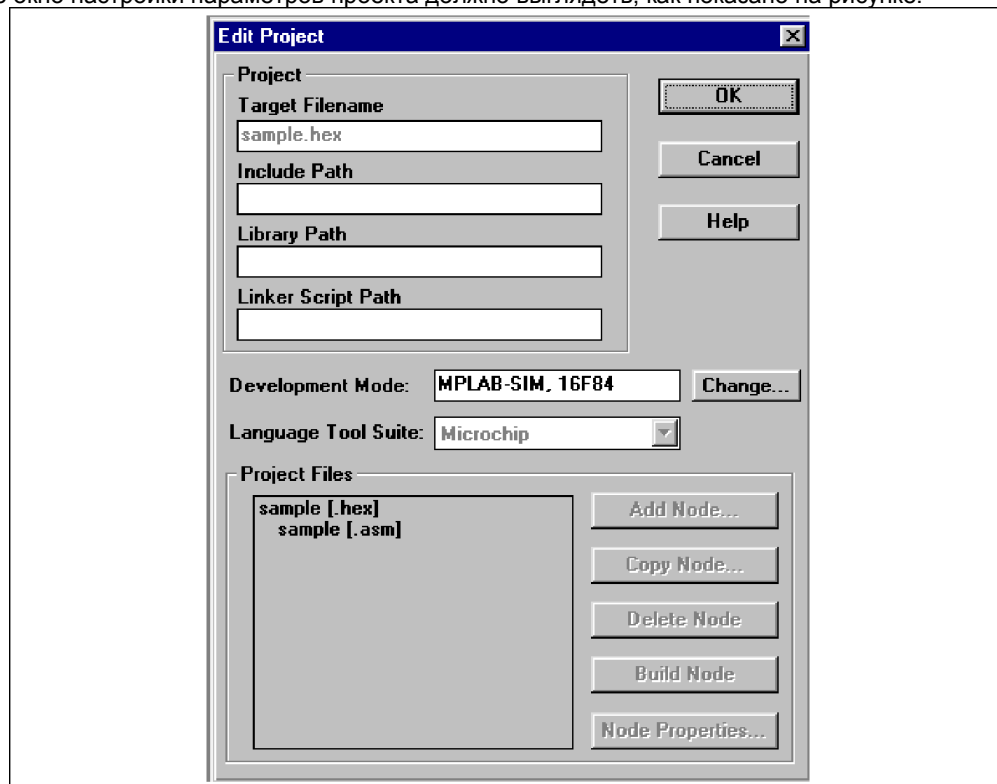 окно настройки параметров проекта должно выглядеть, как показано на рисунке.
Edit Project
Project
Target Filename
sample.hex
Include Path
Library Path
Linker Script Path
OK
Cancel
Help
Development Mode: MPLAB-SIM, 16F84 Change...
Language Tool Suite: Microchip
Project Files
sample [.hex]
sample [.asm]
Add Node...
Copy Node...
Delete Node
Build Node
Node Properties...